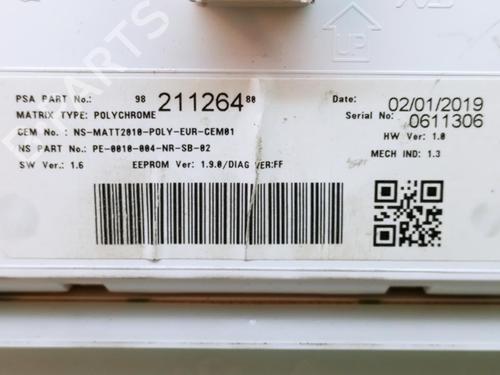 UP
PSA PART No.: 98 211264 80 Date: 02/01/2019
MATRIX TYPE: POLYCHROME Serial No: 0611306
CEM No. : NS-MATT2010-POLY-EUR-CEM01 HW Ver: 1.0
NS PART No.: PE-0010-004-NR-SB-02 MECH IND: 1.3
SW Ver.: 1.6 EEPROM Ver: 1.9.0/DIAG VER:FF